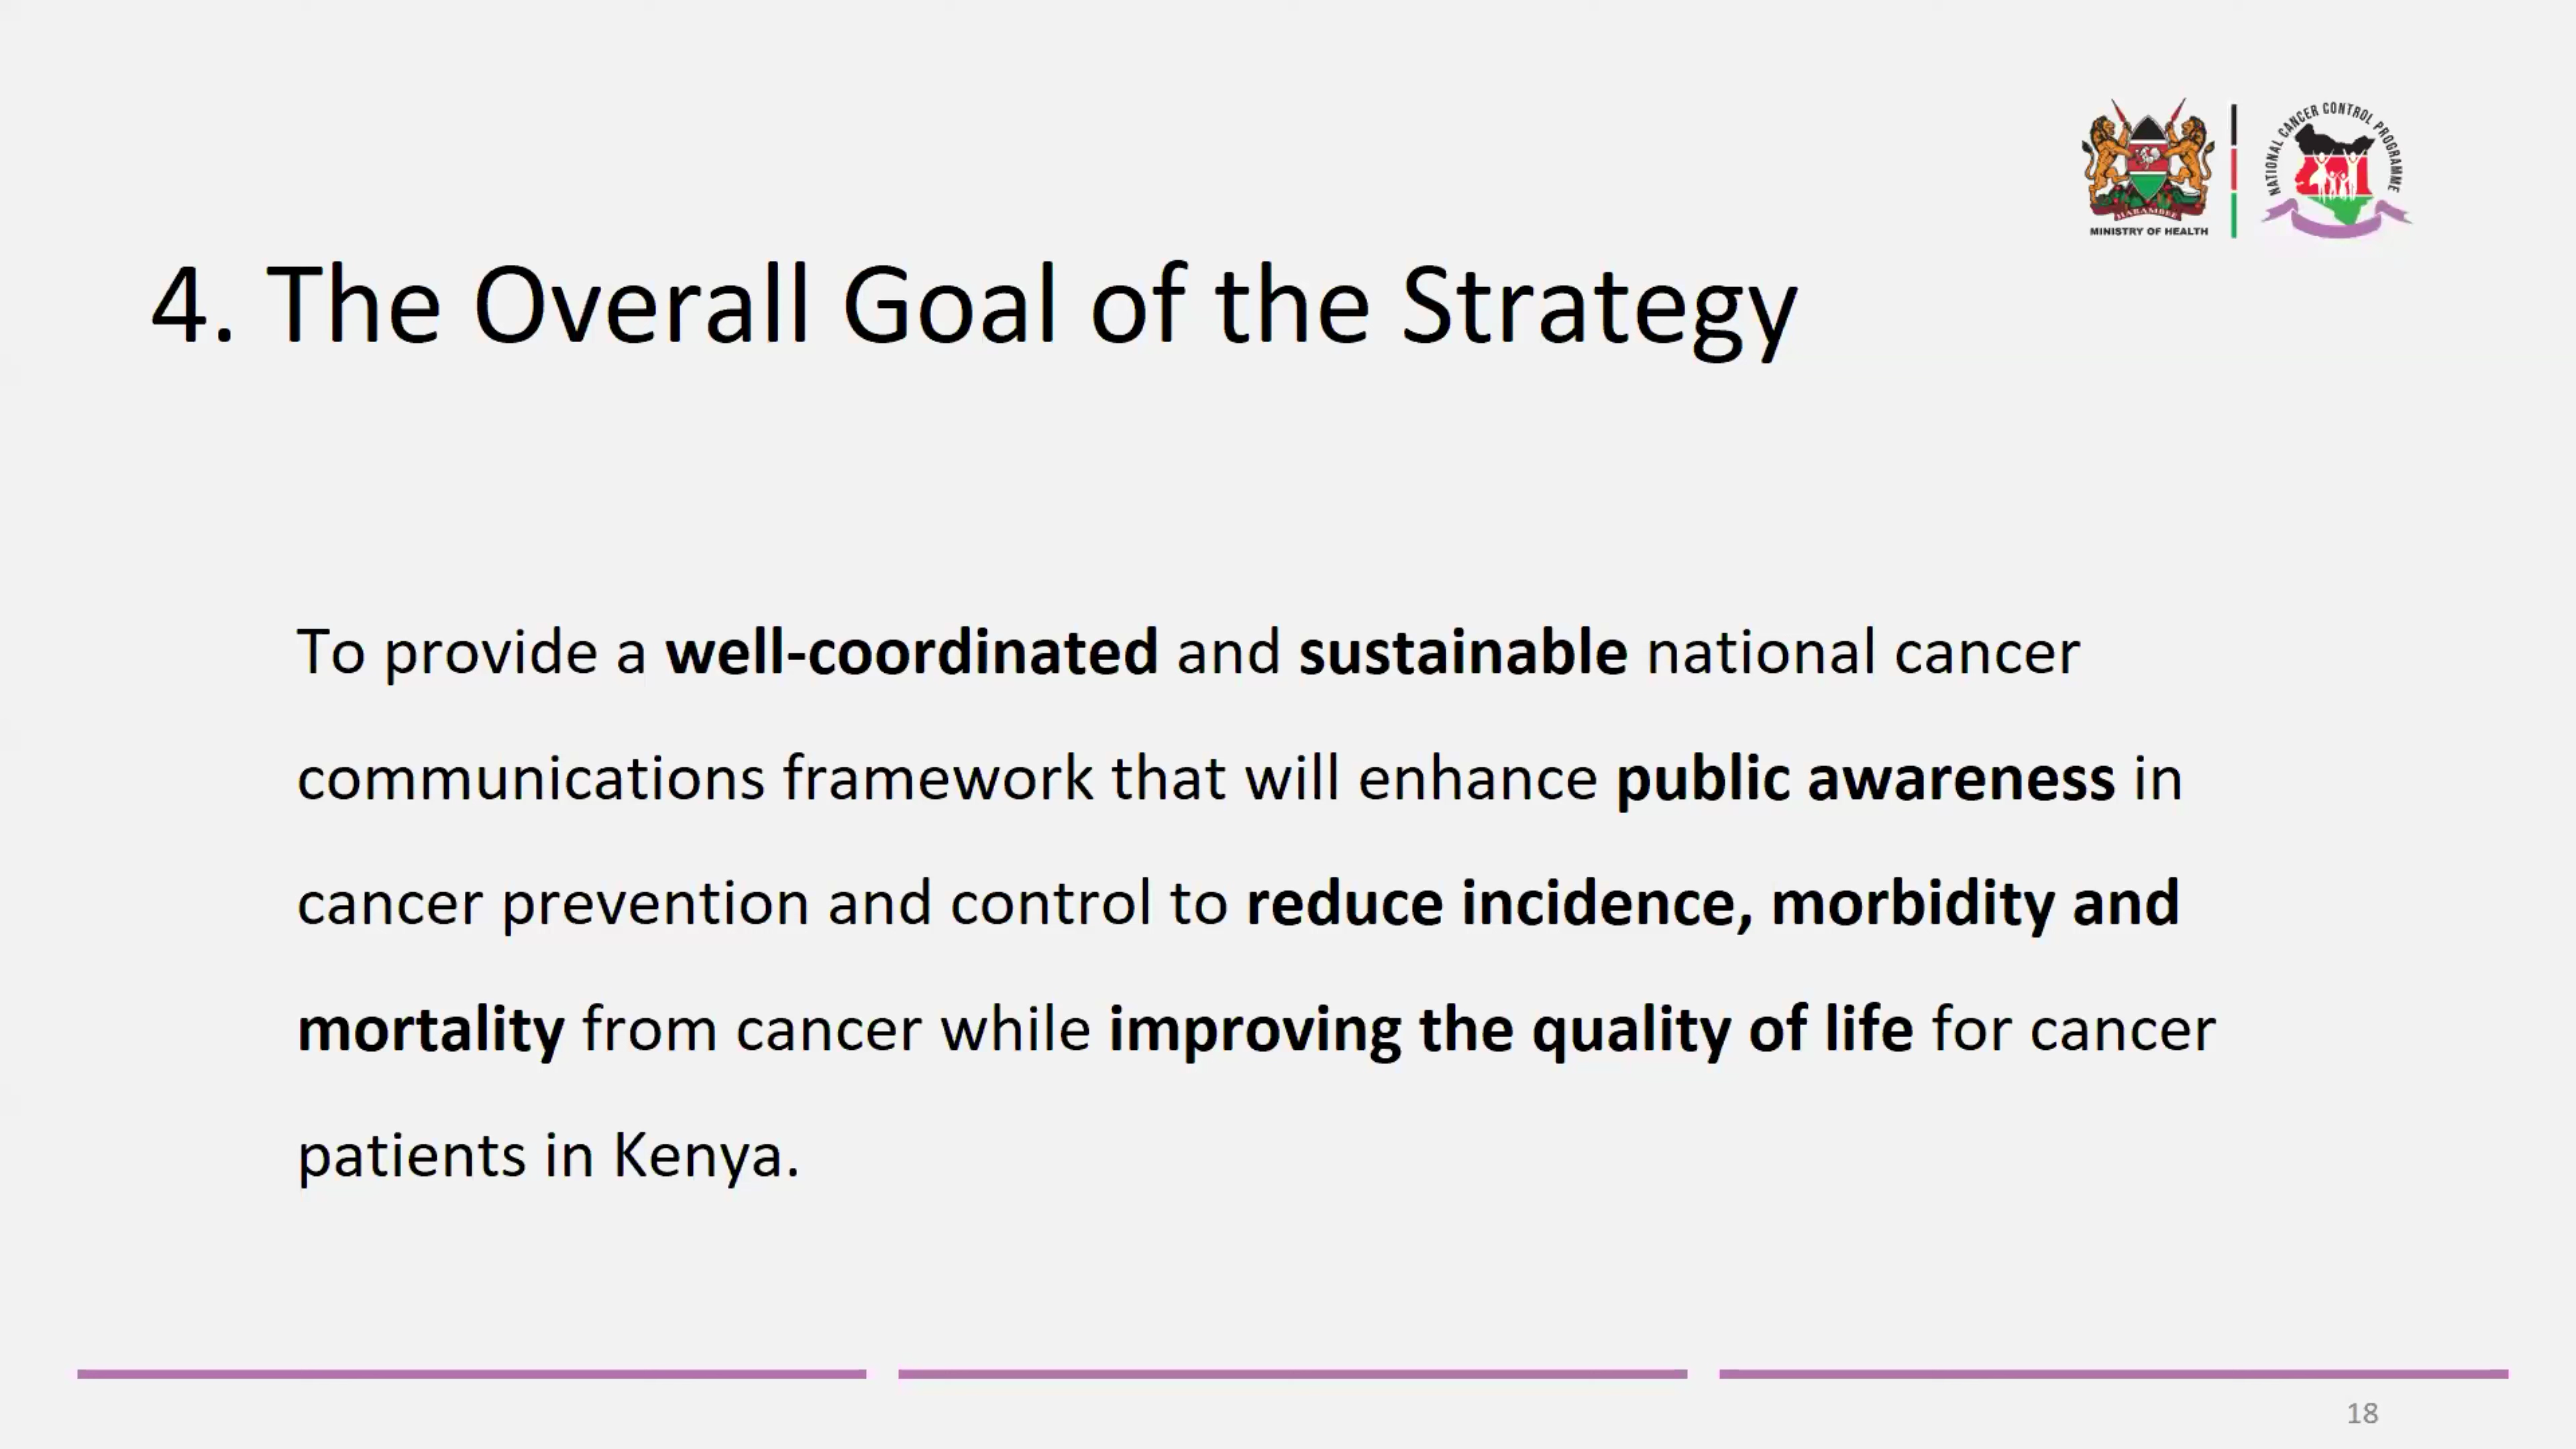 HARAMBEE
MINISTRY OF HEALTH
NATIONAL CANCER CONTROL PROGRAMME
4. The Overall Goal of the Strategy
To provide a well-coordinated and sustainable national cancer
communications framework that will enhance public awareness in
cancer prevention and control to reduce incidence, morbidity and
mortality from cancer while improving the quality of life for cancer
patients in Kenya.
18